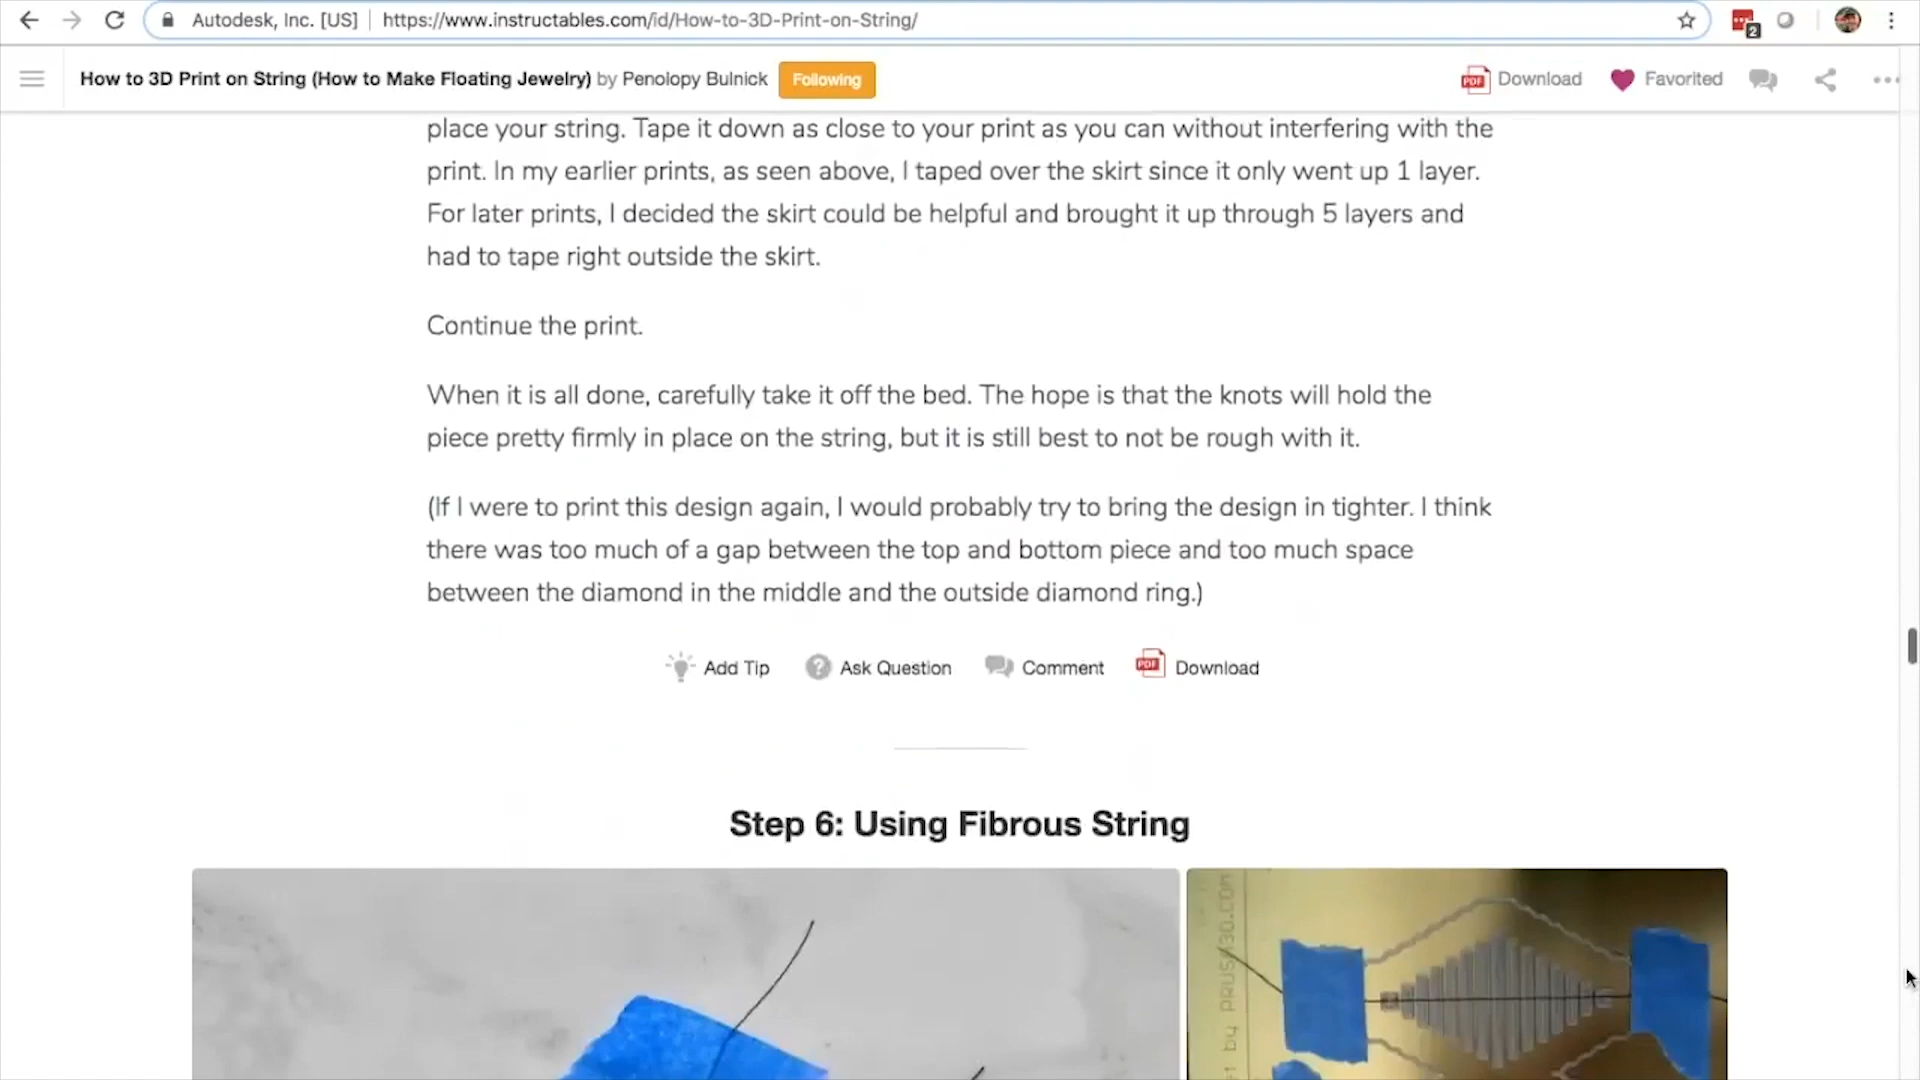 Autodesk, Inc. [US] https://www.instructables.com/id/How-to-3D-Print-on-String/
2
How to 3D Print on String (How to Make Floating Jewelry) by Penolopy Bulnick Following PDF Download Favorited
place your string. Tape it down as close to your print as you can without interfering with the
print. In my earlier prints, as seen above, I taped over the skirt since it only went up 1 layer.
For later prints, I decided the skirt could be helpful and brought it up through 5 layers and
had to tape right outside the skirt.
Continue the print.
When it is all done, carefully take it off the bed. The hope is that the knots will hold the
piece pretty firmly in place on the string, but it is still best to not be rough with it.
(If I were to print this design again, I would probably try to bring the design in tighter. I think
there was too much of a gap between the top and bottom piece and too much space
between the diamond in the middle and the outside diamond ring.)
Add Tip Ask Question Comment PDF Download
Step 6: Using Fibrous String
by PRUSA3D.COM